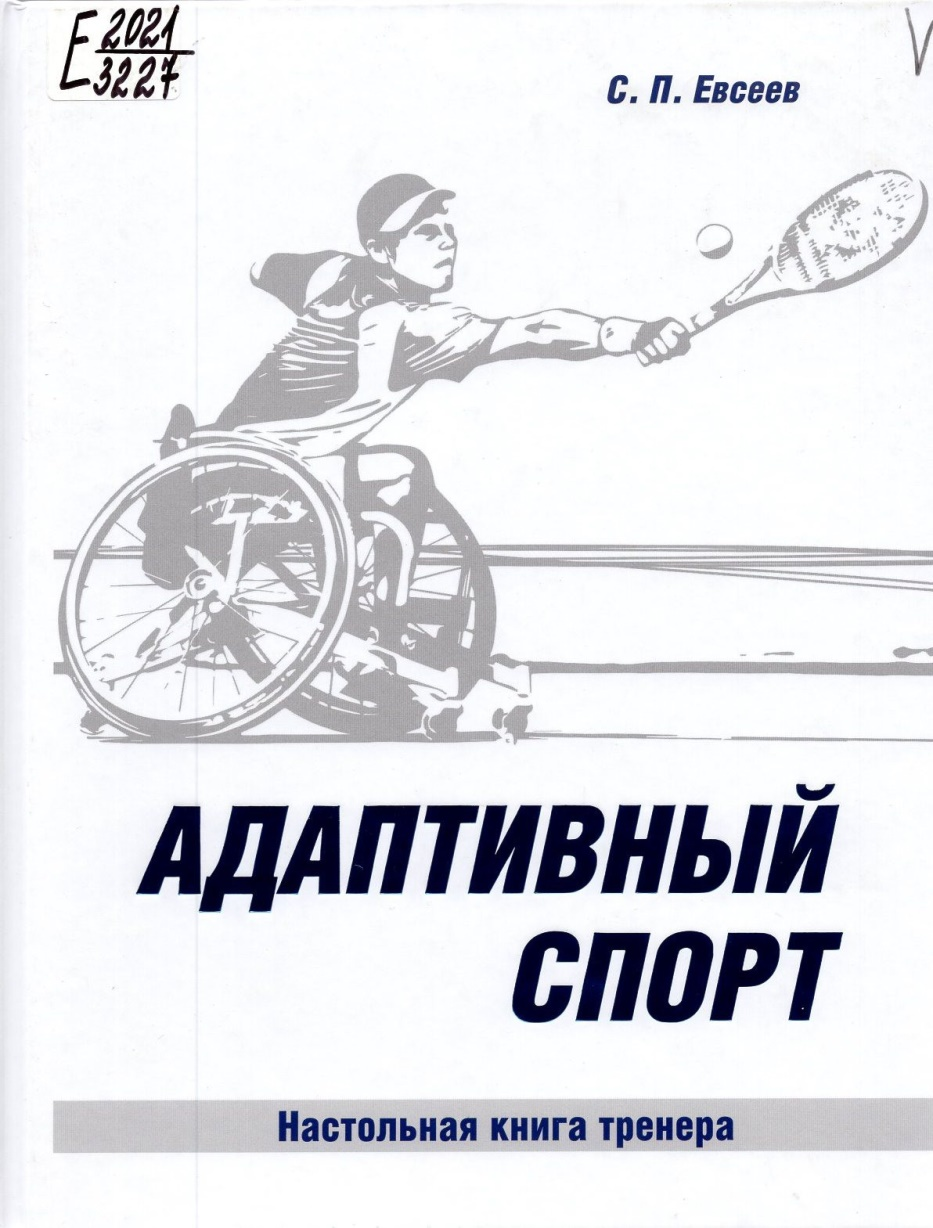 Е 2021
3227
V
С. П. Евсеев
АДАПТИВНЫЙ
СПОРТ
Настольная книга тренера